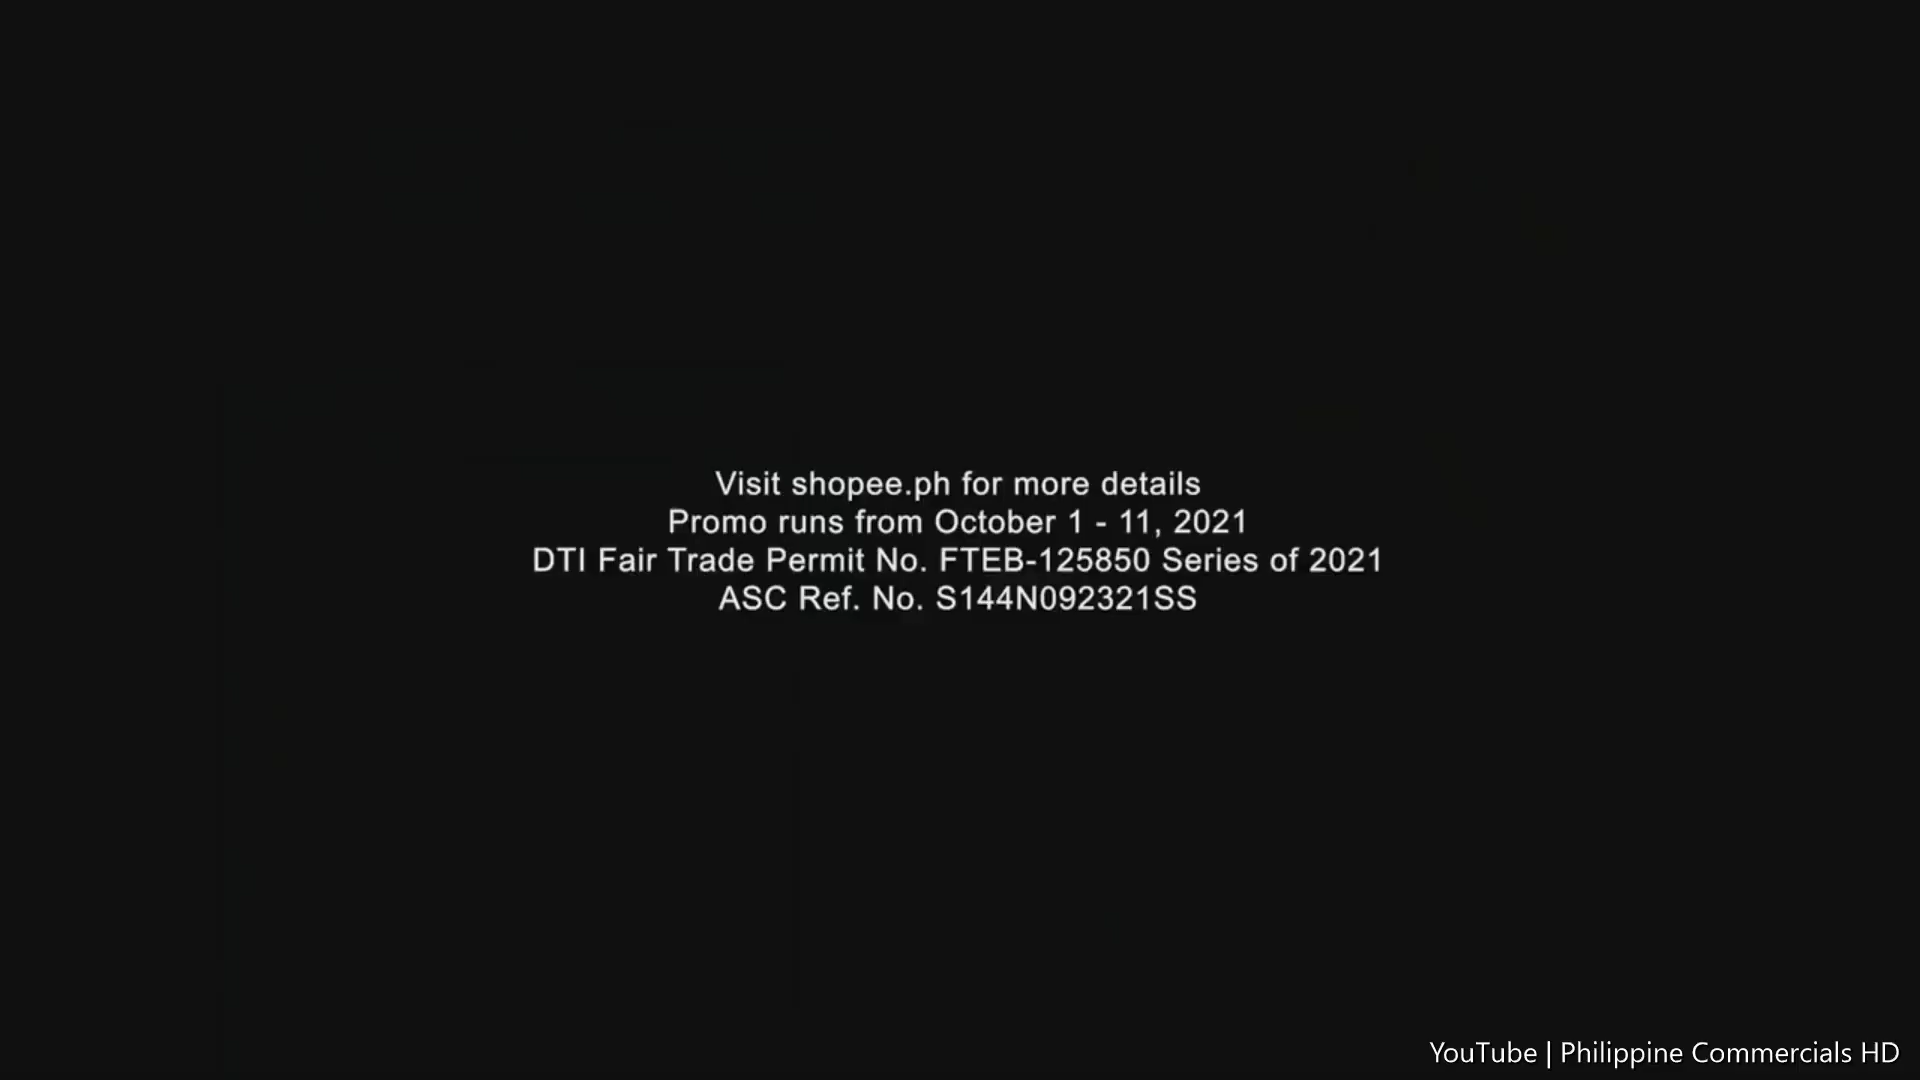 Visit shopee.ph for more details
Promo runs from October 1 - 11, 2021
DTI Fair Trade Permit No. FTEB-125850 Series of 2021
ASC Ref. No. S144N092321SS
YouTube | Philippine Commercials HD